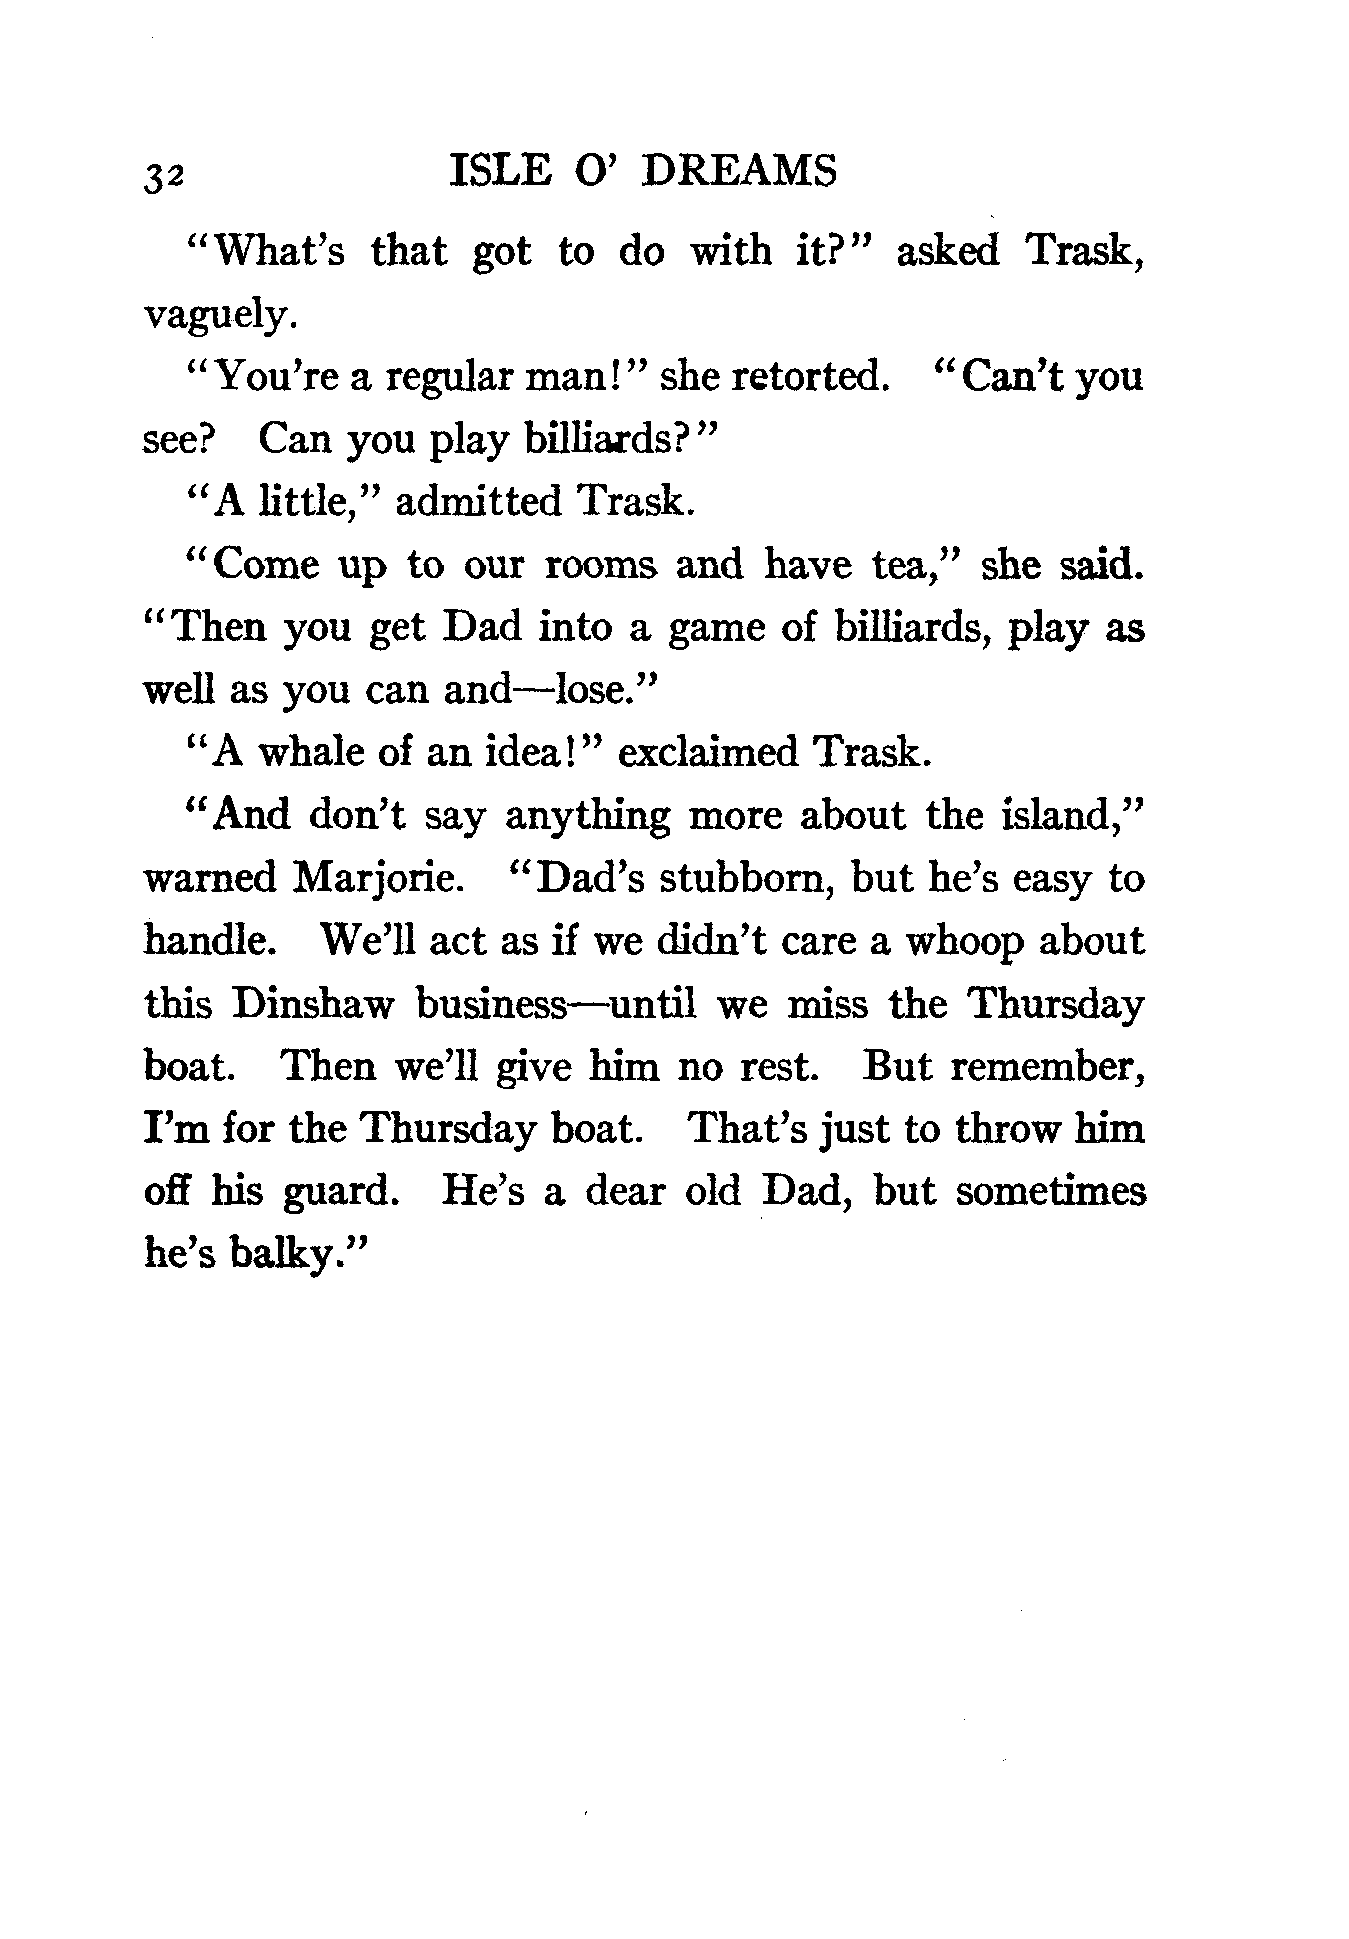 32 ISLE O’ DREAMS
“What’s that got to do with it?” asked Trask,
vaguely.
“You’re a regular man!” she retorted. “Can’t you
see? Can you play billiards?”
“A little,” admitted Trask.
“Come up to our rooms and have tea,” she said.
“Then you get Dad into a game of billiards, play as
well as you can and—lose.”
“A whale of an idea!” exclaimed Trask.
“And don’t say anything more about the island,”
warned Marjorie. “Dad’s stubborn, but he’s easy to
handle. We’ll act as if we didn’t care a whoop about
this Dinshaw business—until we miss the Thursday
boat. Then we’ll give him no rest. But remember,
I’m for the Thursday boat. That’s just to throw him
off his guard. He’s a dear old Dad, but sometimes
he’s balky.”